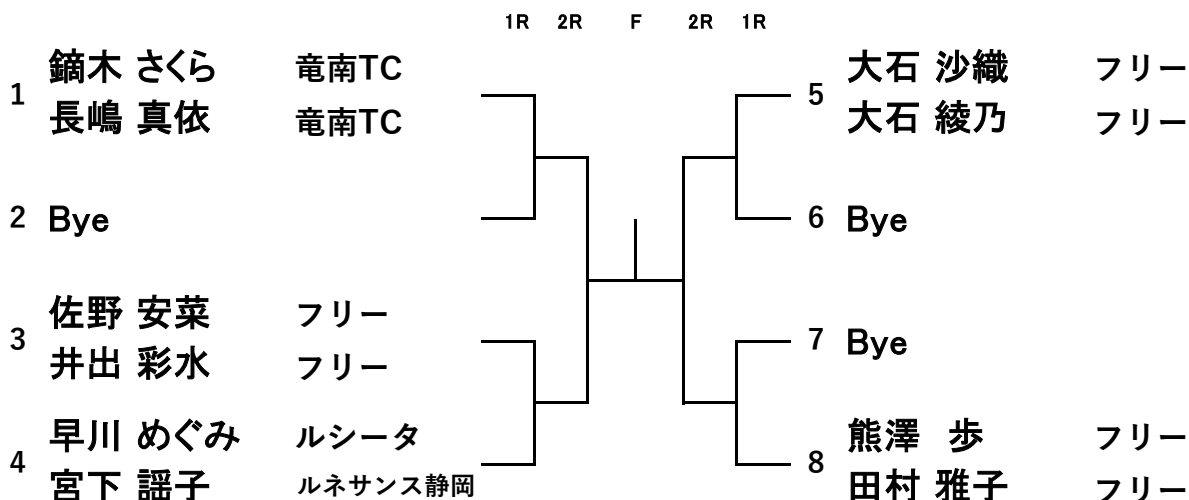 1R 2R F 2R 1R
1 鏑木 さくら 竜南TC
長嶋 真依 竜南TC
2 Bye
3 佐野 安菜 フリー
井出 彩水 フリー
4 早川 めぐみ ルシータ
宮下 謡子 ルネサンス静岡
5 大石 沙織 フリー
大石 綾乃 フリー
6 Bye
7 Bye
8 熊澤 歩 フリー
田村 雅子 フリー